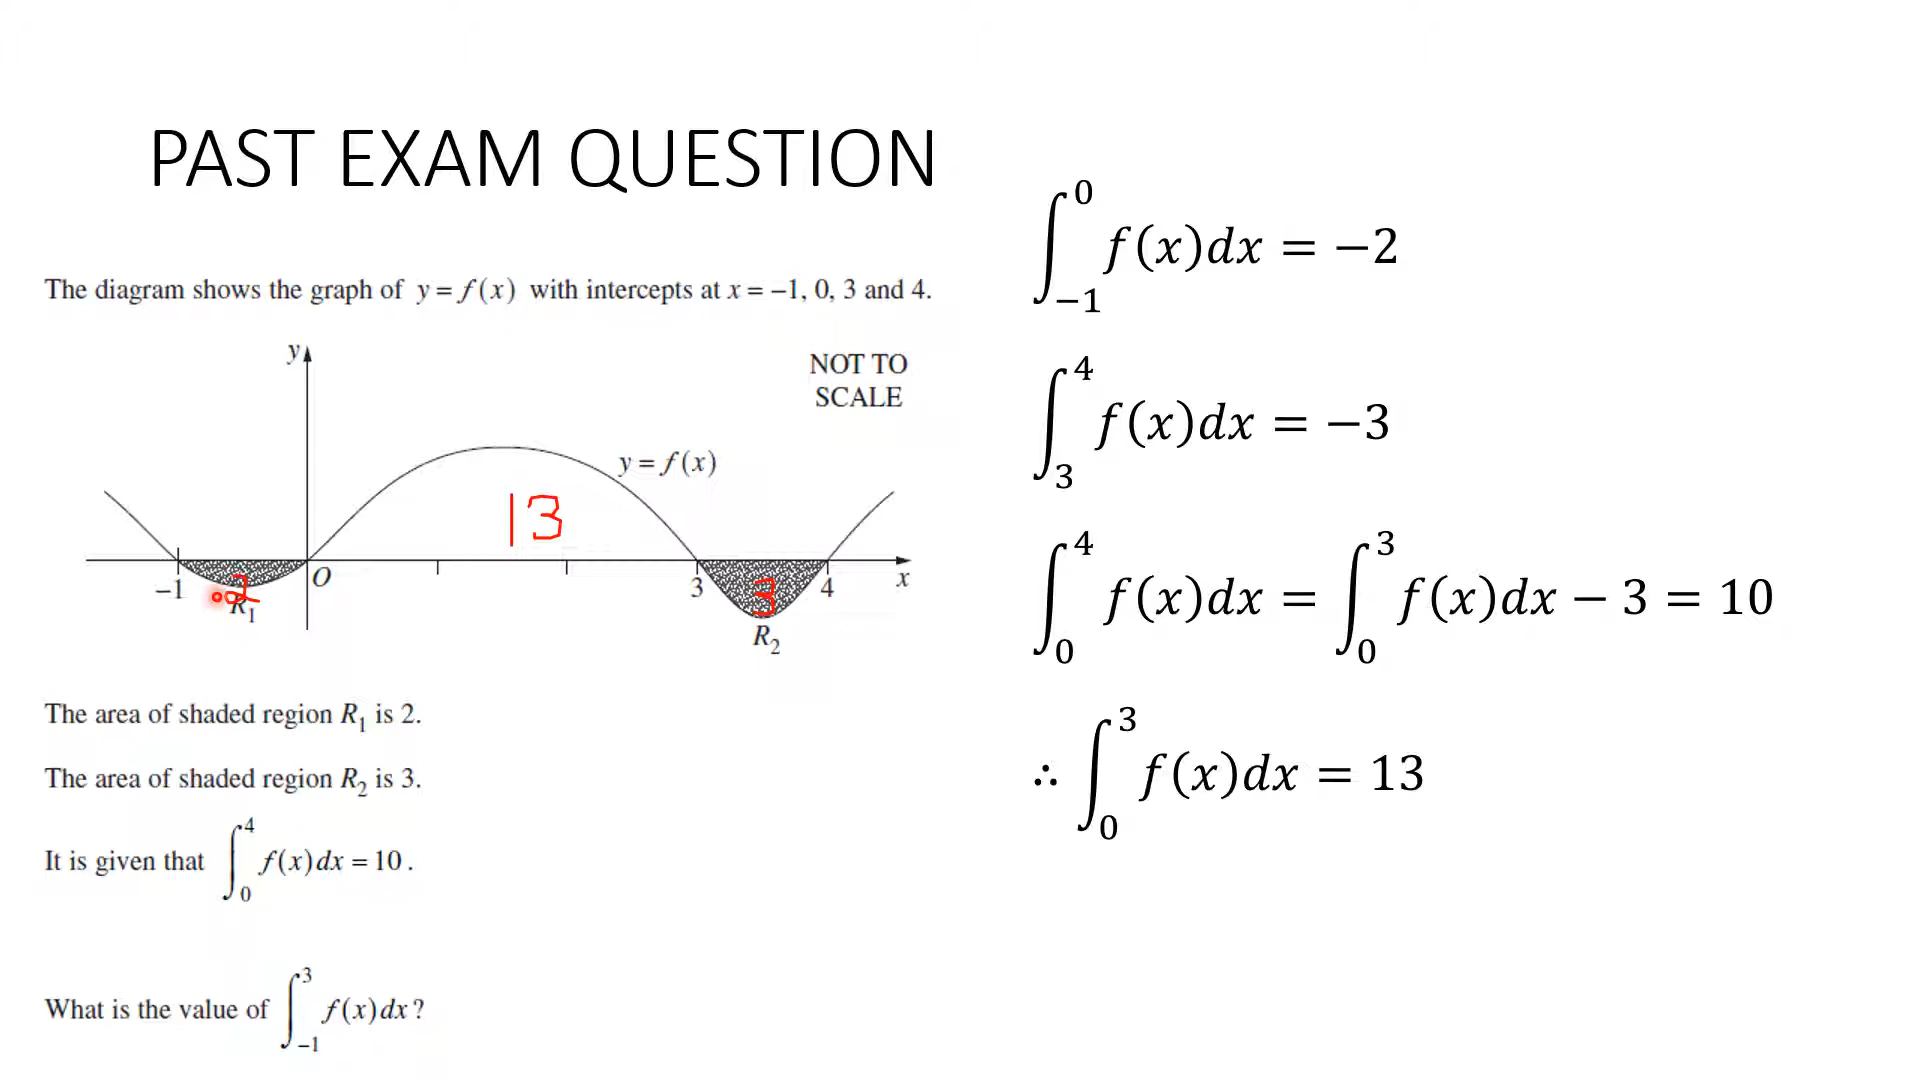 PAST EXAM QUESTION
The diagram shows the graph of y = f(x) with intercepts at x = −1, 0, 3 and 4.
y
NOT TO
SCALE
y = f(x)
13
−1 O 3 4 x
2 3
R₁ R₂
The area of shaded region R₁ is 2.
The area of shaded region R₂ is 3.
It is given that ∫₀⁴ f(x) dx = 10.
What is the value of ∫₋₁³ f(x) dx?
∫₋₁⁰ f(x)dx = −2
∫₃⁴ f(x)dx = −3
∫₀⁴ f(x)dx = ∫₀³ f(x)dx − 3 = 10
∴ ∫₀³ f(x)dx = 13